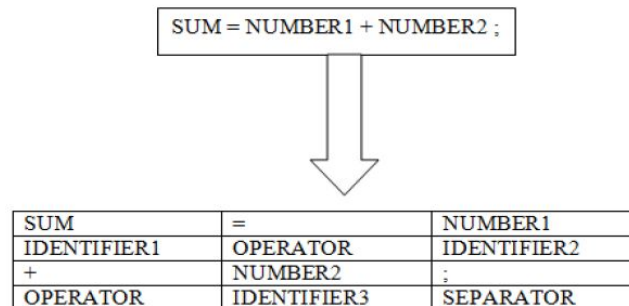 SUM = NUMBER1 + NUMBER2 ;
SUM = NUMBER1
IDENTIFIER1 OPERATOR IDENTIFIER2
+ NUMBER2 ;
OPERATOR IDENTIFIER3 SEPARATOR